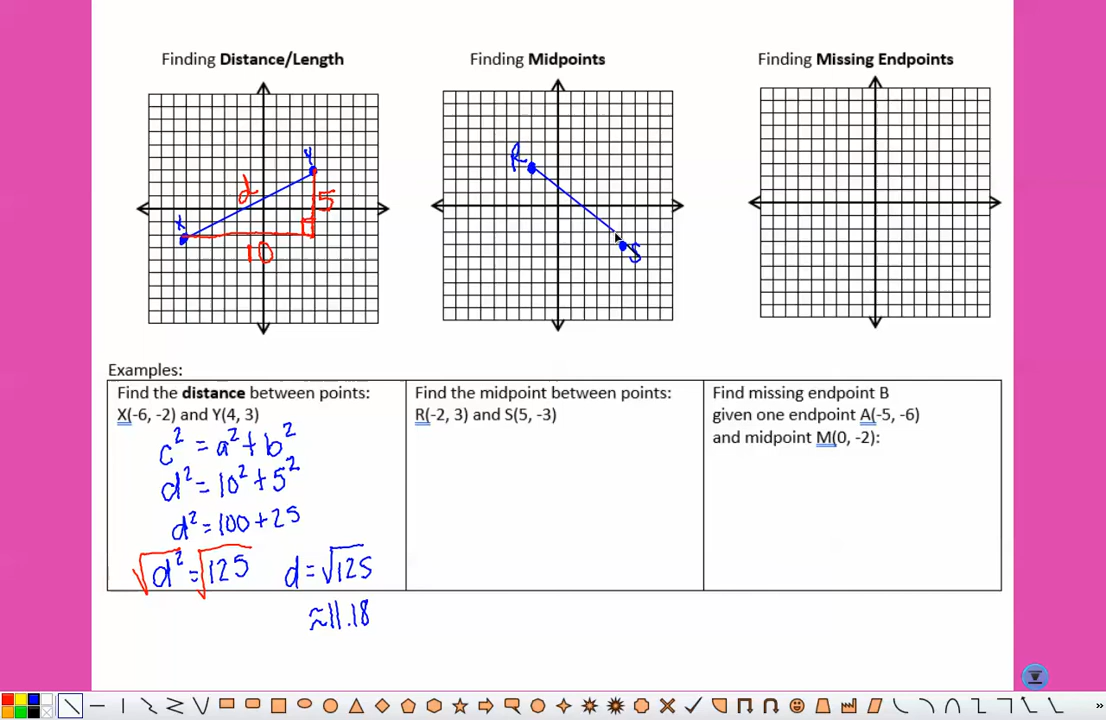 Finding Distance/Length
Finding Midpoints
Finding Missing Endpoints
Y
d
5
X
10
R
S
Examples:
Find the distance between points:
X(-6, -2) and Y(4, 3)
c² = a² + b²
d² = 10² + 5²
d² = 100 + 25
√d² = √125
d = √125
≈ 11.18
Find the midpoint between points:
R(-2, 3) and S(5, -3)
Find missing endpoint B
given one endpoint A(-5, -6)
and midpoint M(0, -2):